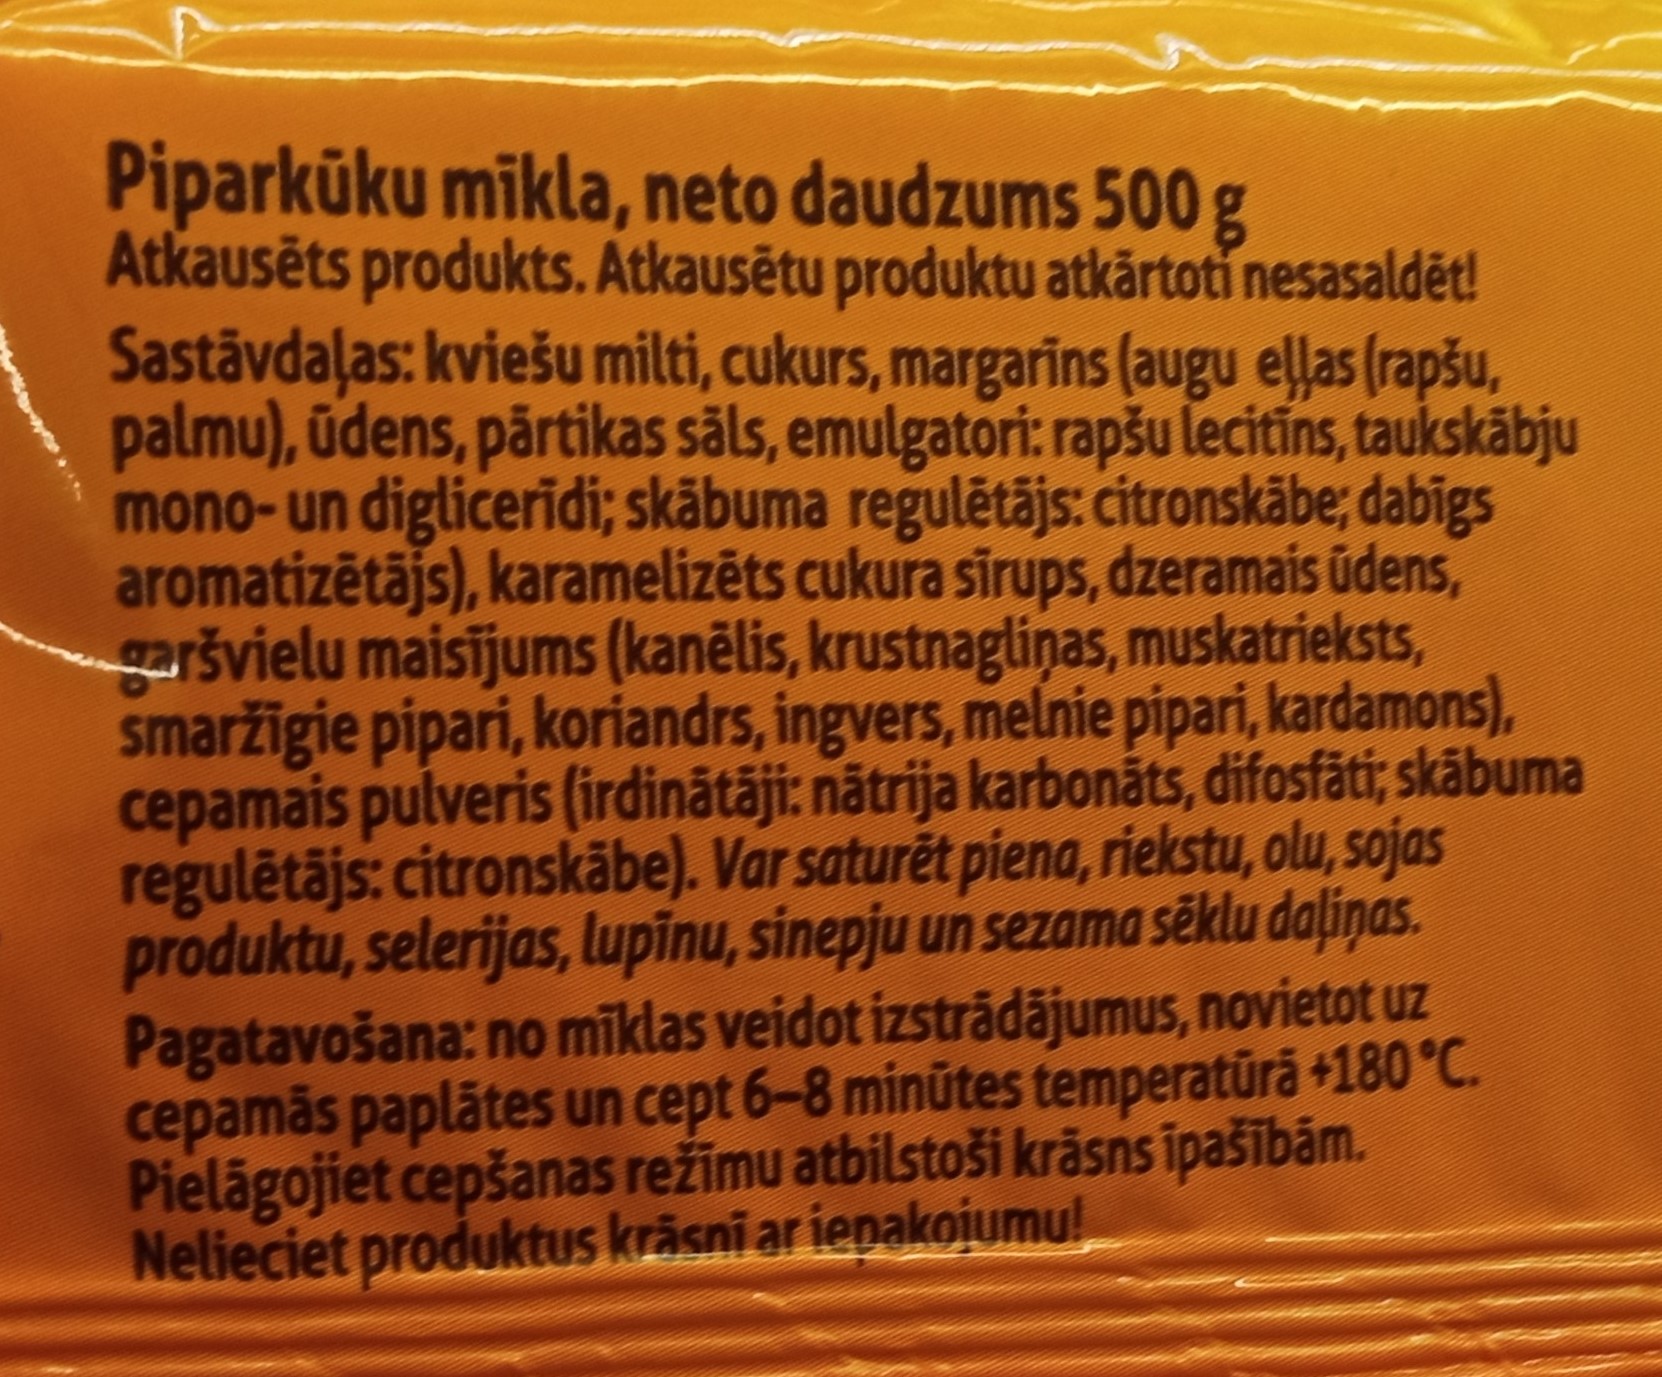 Piparkūku mīkla, neto daudzums 500 g
Atkausēts produkts. Atkausētu produktu atkārtoti nesasaldēt!
Sastāvdaļas: kviešu milti, cukurs, margarīns (augu eļļas (rapšu,
palmu), ūdens, pārtikas sāls, emulgatori: rapšu lecitīns, taukskābju
mono- un diglicerīdi; skābuma regulētājs: citronskābe; dabīgs
aromatizētājs), karamelizēts cukura sīrups, dzeramais ūdens,
garšvielu maisījums (kanēlis, krustnagliņas, muskatrieksts,
smaržīgie pipari, koriandrs, ingvers, melnie pipari, kardamons),
cepamais pulveris (irdinātāji: nātrija karbonāts, difosfāti; skābuma
regulētājs: citronskābe). Var saturēt piena, riekstu, olu, sojas
produktu, selerijas, lupīnu, sinepju un sezama sēklu daļiņas.
Pagatavošana: no mīklas veidot izstrādājumus, novietot uz
cepamās paplātes un cept 6–8 minūtes temperatūrā +180 °C.
Pielāgojiet cepšanas režīmu atbilstoši krāsns īpašībām.
Nelieciet produktus krāsnī ar iepakojumu!